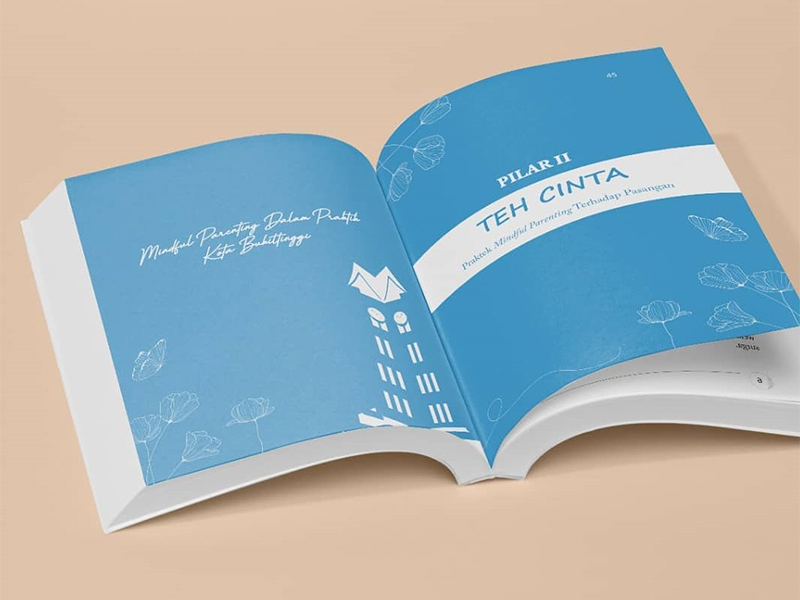 Mindful Parenting Dalam Praktik
Kota Bukittinggi
45
PILAR II
TEH CINTA
Praktek Mindful Parenting Terhadap Pasangan
a